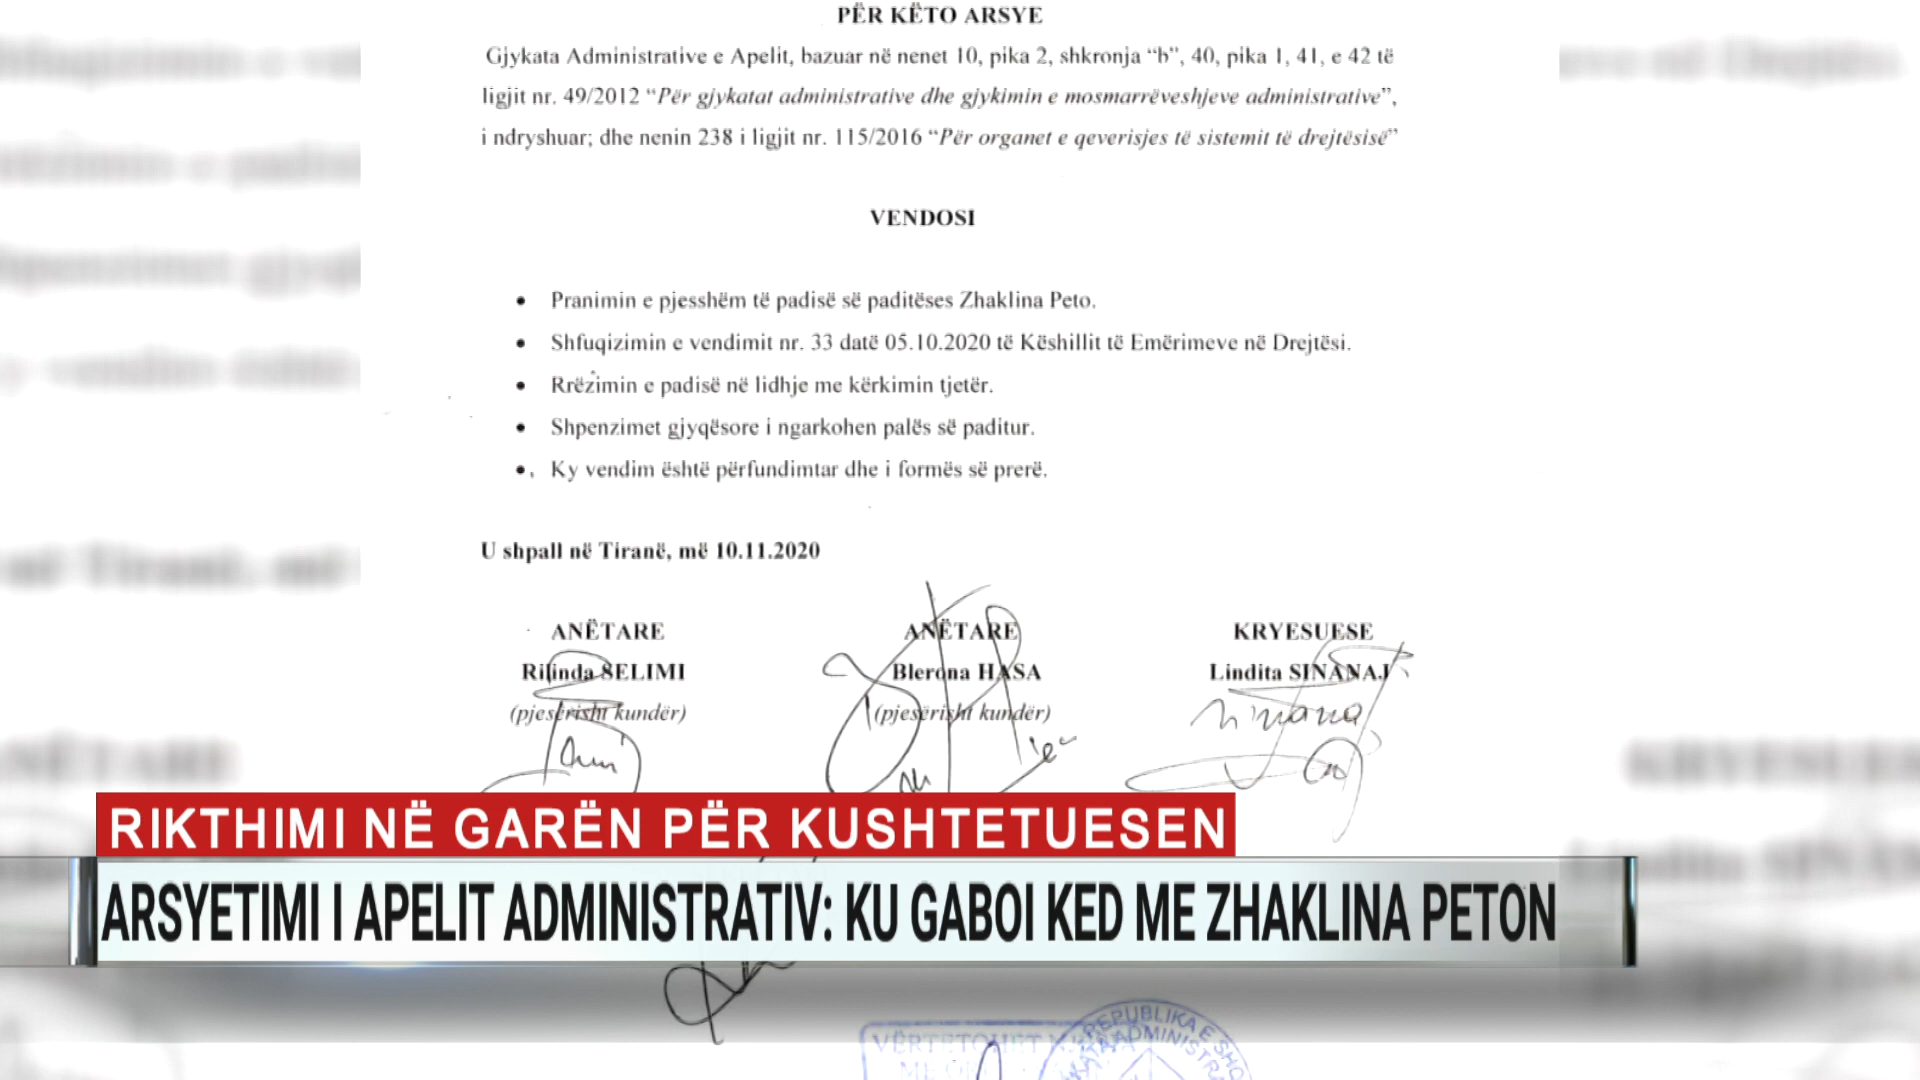 PËR KËTO ARSYE
Gjykata Administrative e Apelit, bazuar në nenet 10, pika 2, shkronja “b”, 40, pika 1, 41, e 42 të
ligjit nr. 49/2012 “Për gjykatat administrative dhe gjykimin e mosmarrëveshjeve administrative”,
i ndryshuar; dhe nenin 238 i ligjit nr. 115/2016 “Për organet e qeverisjes të sistemit të drejtësisë”
VENDOSI
• Pranimin e pjesshëm të padisë së paditëses Zhaklina Peto.
• Shfuqizimin e vendimit nr. 33 datë 05.10.2020 të Këshillit të Emërimeve në Drejtësi.
• Rrëzimin e padisë në lidhje me kërkimin tjetër.
• Shpenzimet gjyqësore i ngarkohen palës së paditur.
• Ky vendim është përfundimtar dhe i formës së prerë.
U shpall në Tiranë, më 10.11.2020
ANËTARE ANËTARE KRYESUESE
Rilinda SELIMI Blerona HASA Lindita SINANAJ
(pjesërisht kundër) (pjesërisht kundër)
RIKTHIMI NË GARËN PËR KUSHTETUESEN
ARSYETIMI I APELIT ADMINISTRATIV: KU GABOI KED ME ZHAKLINA PETON
VËRTETOHET
REPUBLIKA E SHQ